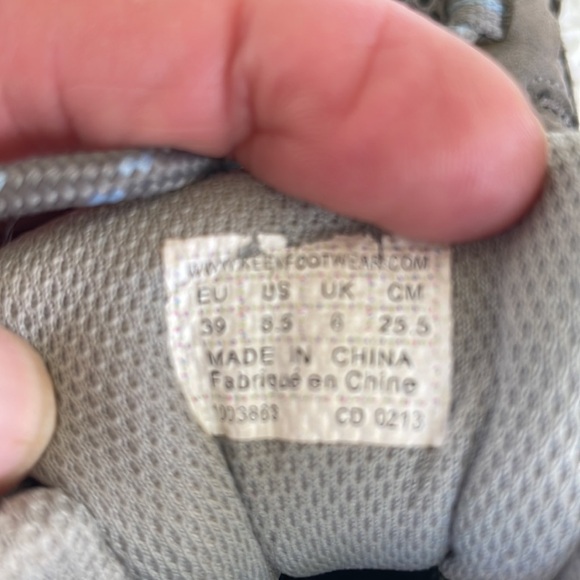 WWW.KEENFOOTWEAR.COM
EU US UK CM
39 8.5 6 25.5
MADE IN CHINA
Fabriqué en Chine
1003863 CD 0213